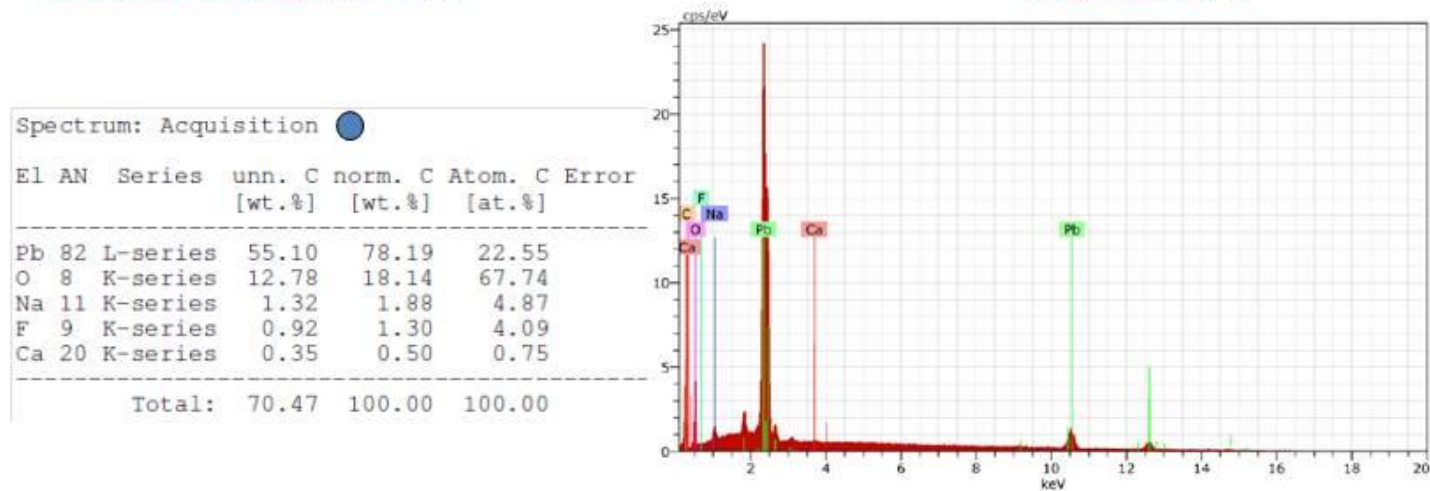 Spectrum: Acquisition
El AN Series unn. C norm. C Atom. C Error
[wt.%] [wt.%] [at.%]
Pb 82 L-series 55.10 78.19 22.55
O 8 K-series 12.78 18.14 67.74
Na 11 K-series 1.32 1.88 4.87
F 9 K-series 0.92 1.30 4.09
Ca 20 K-series 0.35 0.50 0.75
Total: 70.47 100.00 100.00
cps/eV
25
20
15
10
5
0
F
C Na
O Pb Ca Pb
Ca
2 4 6 8 10 12 14 16 18 20
keV